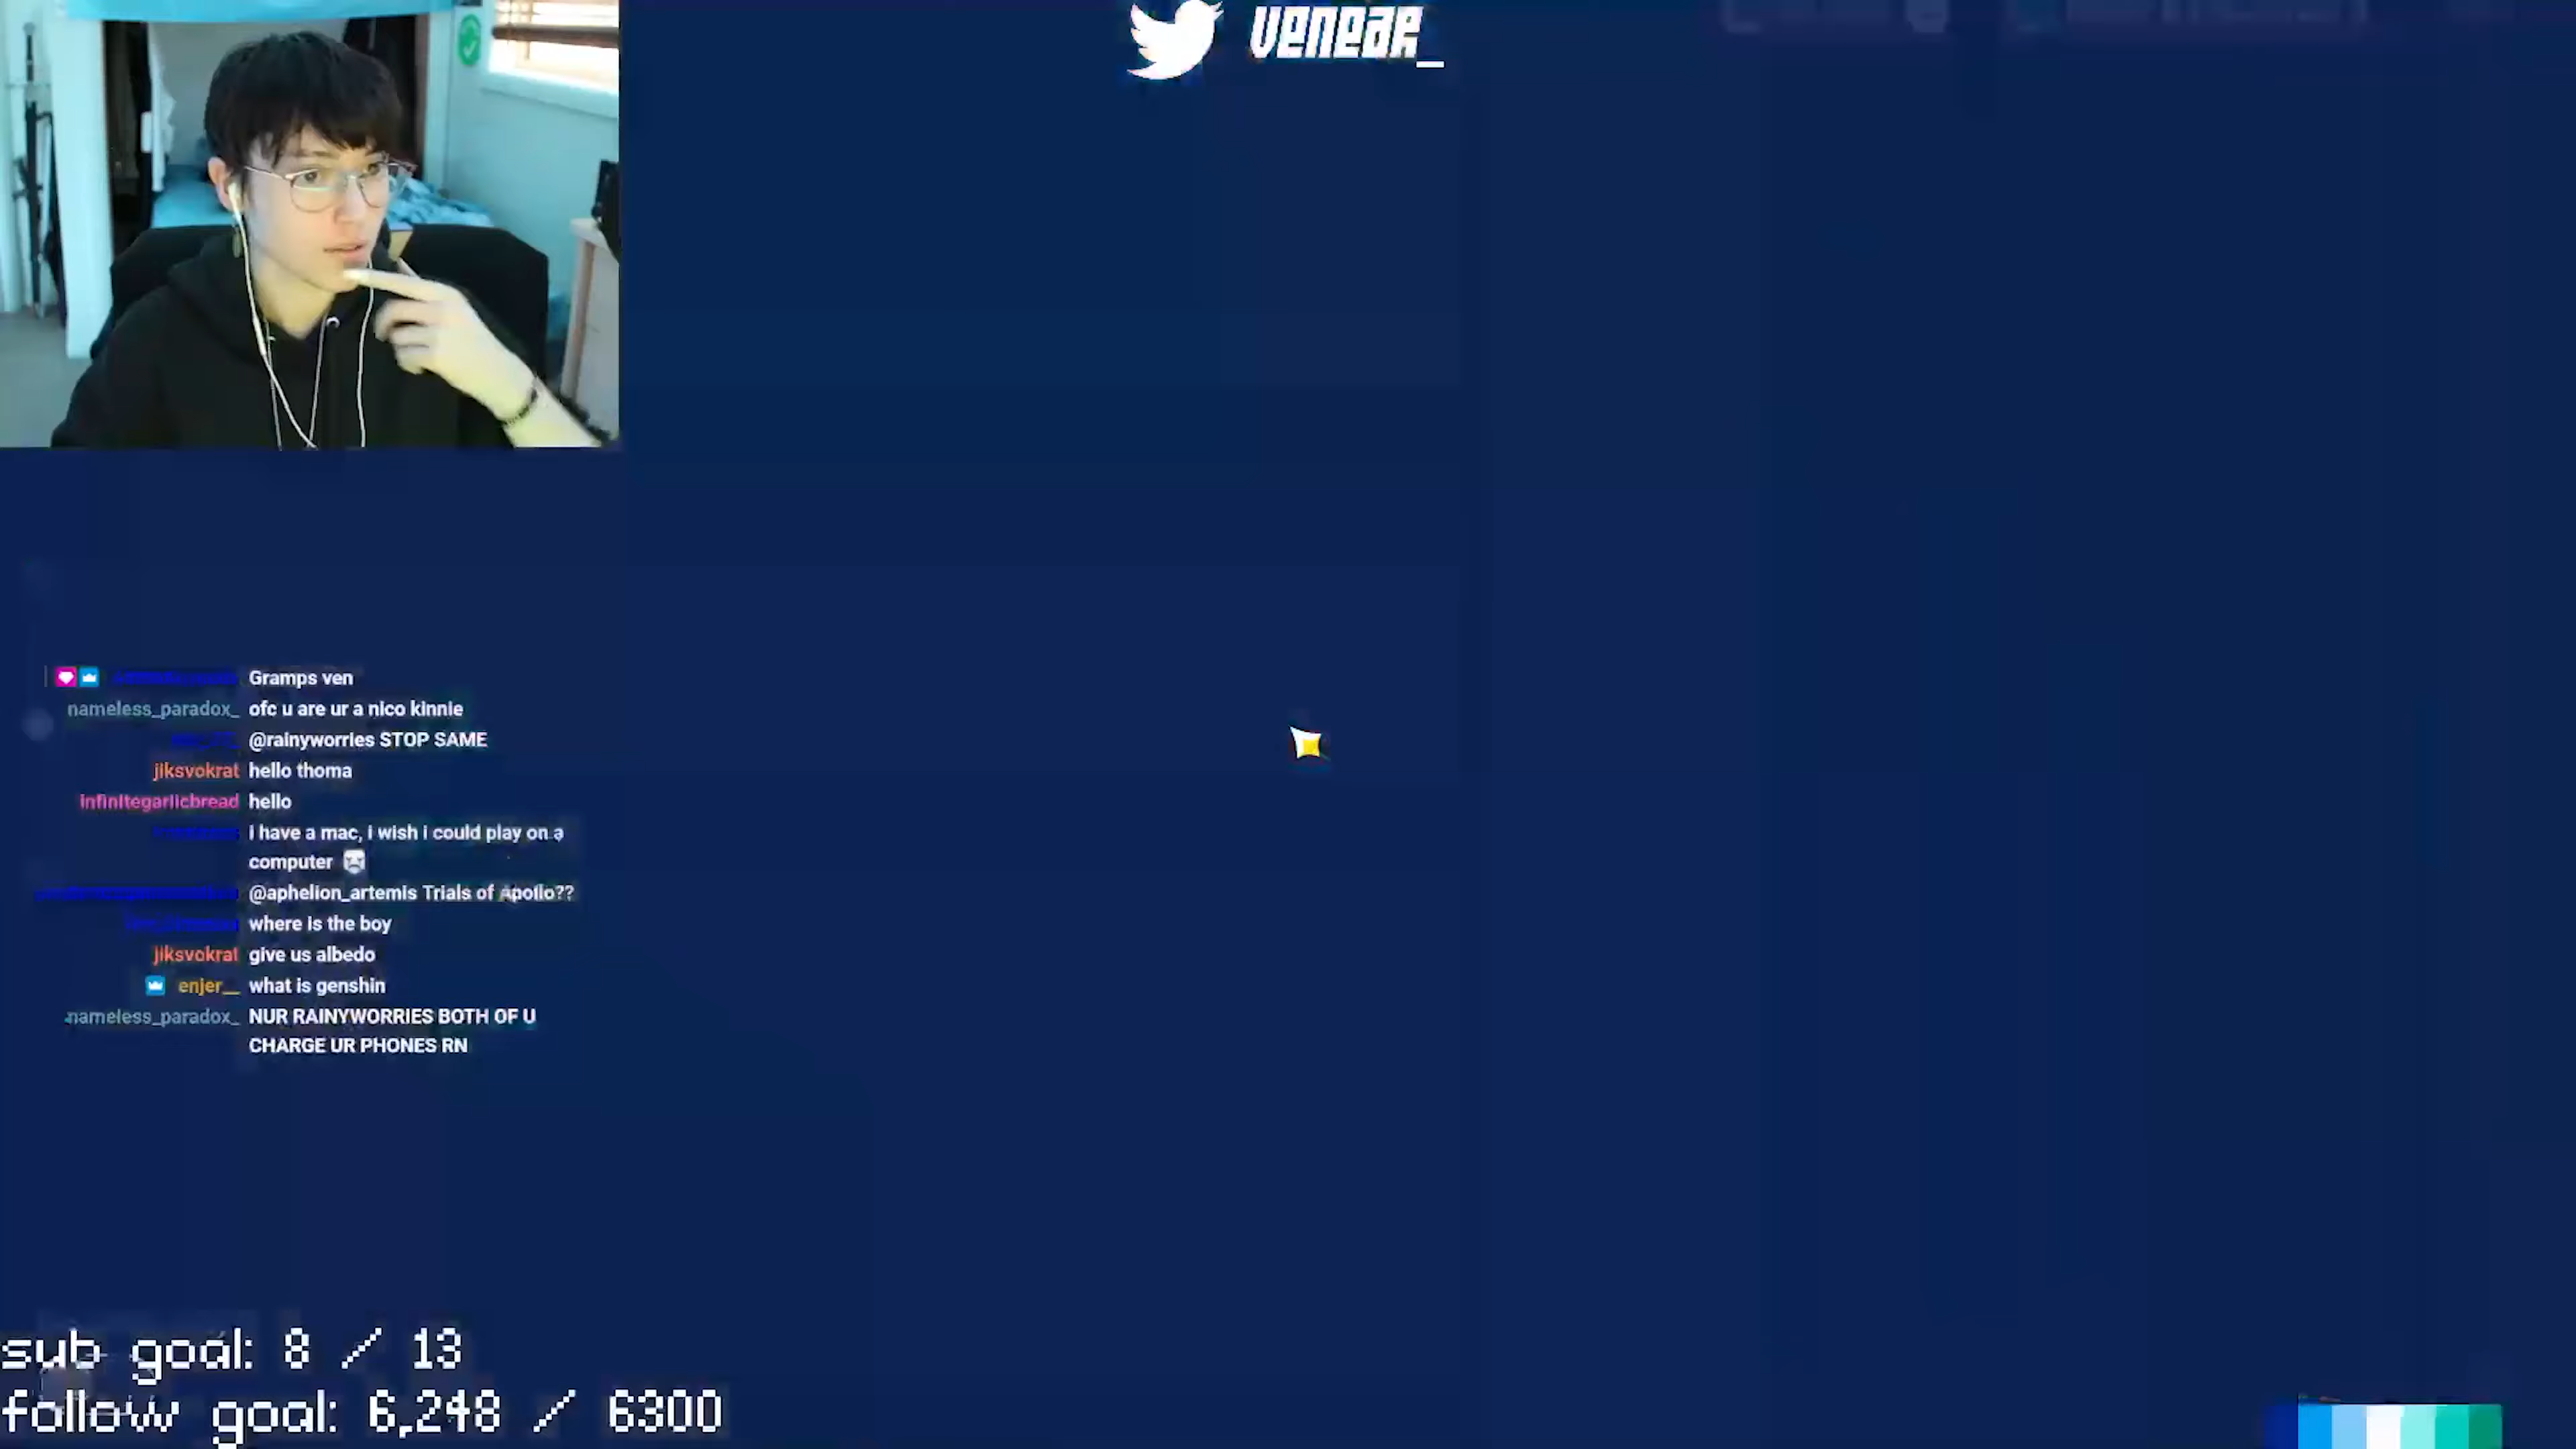 venear_
Gramps ven
nameless_paradox_ ofc u are ur a nico kinnie
@rainyworries STOP SAME
jiksvokrat hello thoma
infinitegarlicbread hello
i have a mac, i wish i could play on a
computer
@aphelion_artemis Trials of Apollo??
where is the boy
jiksvokrat give us albedo
enjer__ what is genshin
nameless_paradox_ NUR RAINYWORRIES BOTH OF U
CHARGE UR PHONES RN
sub goal: 8 / 13
follow goal: 6,248 / 6300